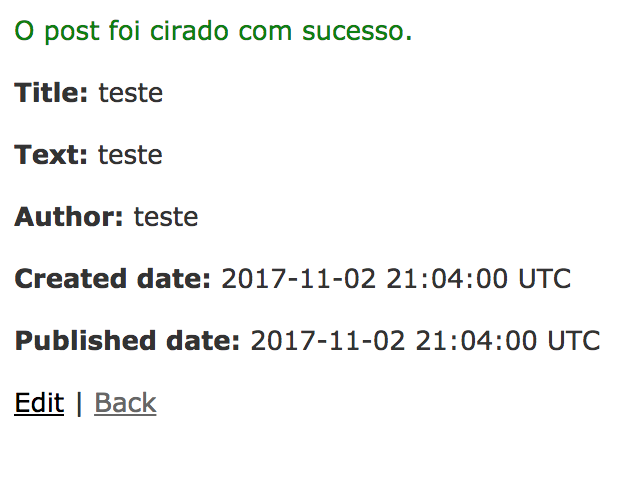 O post foi cirado com sucesso.
Title: teste
Text: teste
Author: teste
Created date: 2017-11-02 21:04:00 UTC
Published date: 2017-11-02 21:04:00 UTC
Edit | Back